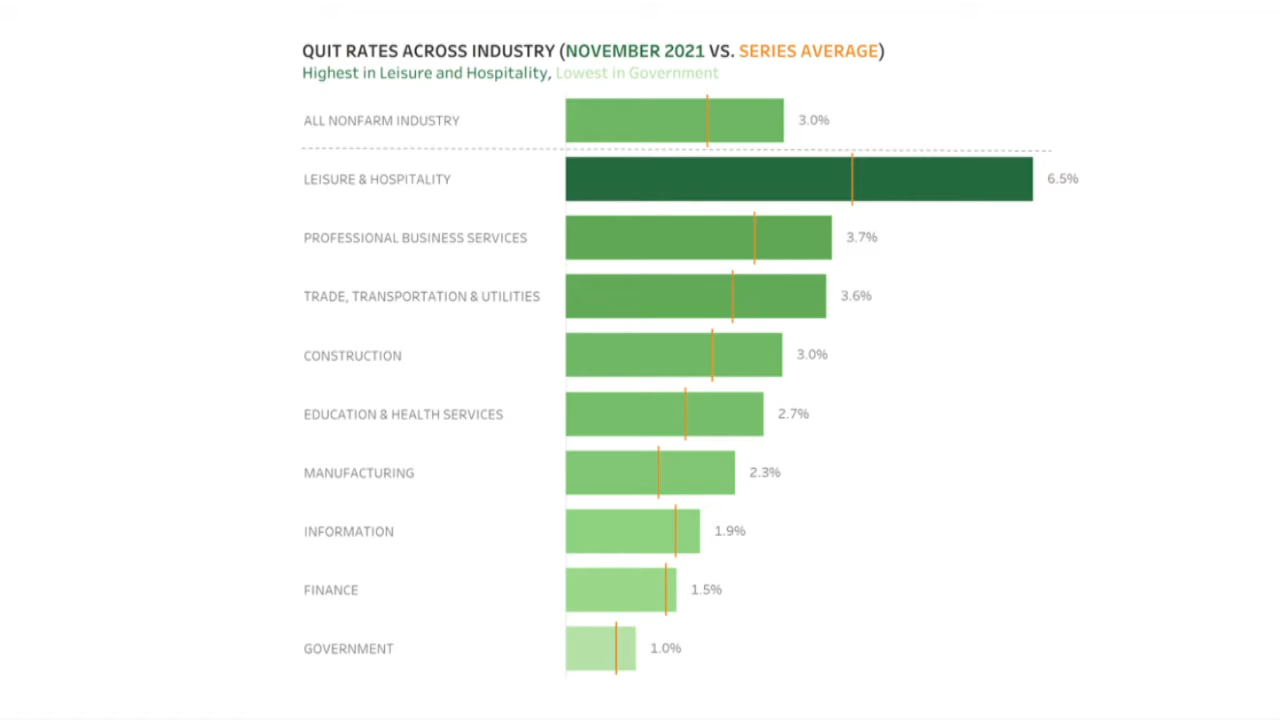 QUIT RATES ACROSS INDUSTRY (NOVEMBER 2021 VS. SERIES AVERAGE)
Highest in Leisure and Hospitality, Lowest in Government
ALL NONFARM INDUSTRY 3.0%
LEISURE & HOSPITALITY 6.5%
PROFESSIONAL BUSINESS SERVICES 3.7%
TRADE, TRANSPORTATION & UTILITIES 3.6%
CONSTRUCTION 3.0%
EDUCATION & HEALTH SERVICES 2.7%
MANUFACTURING 2.3%
INFORMATION 1.9%
FINANCE 1.5%
GOVERNMENT 1.0%